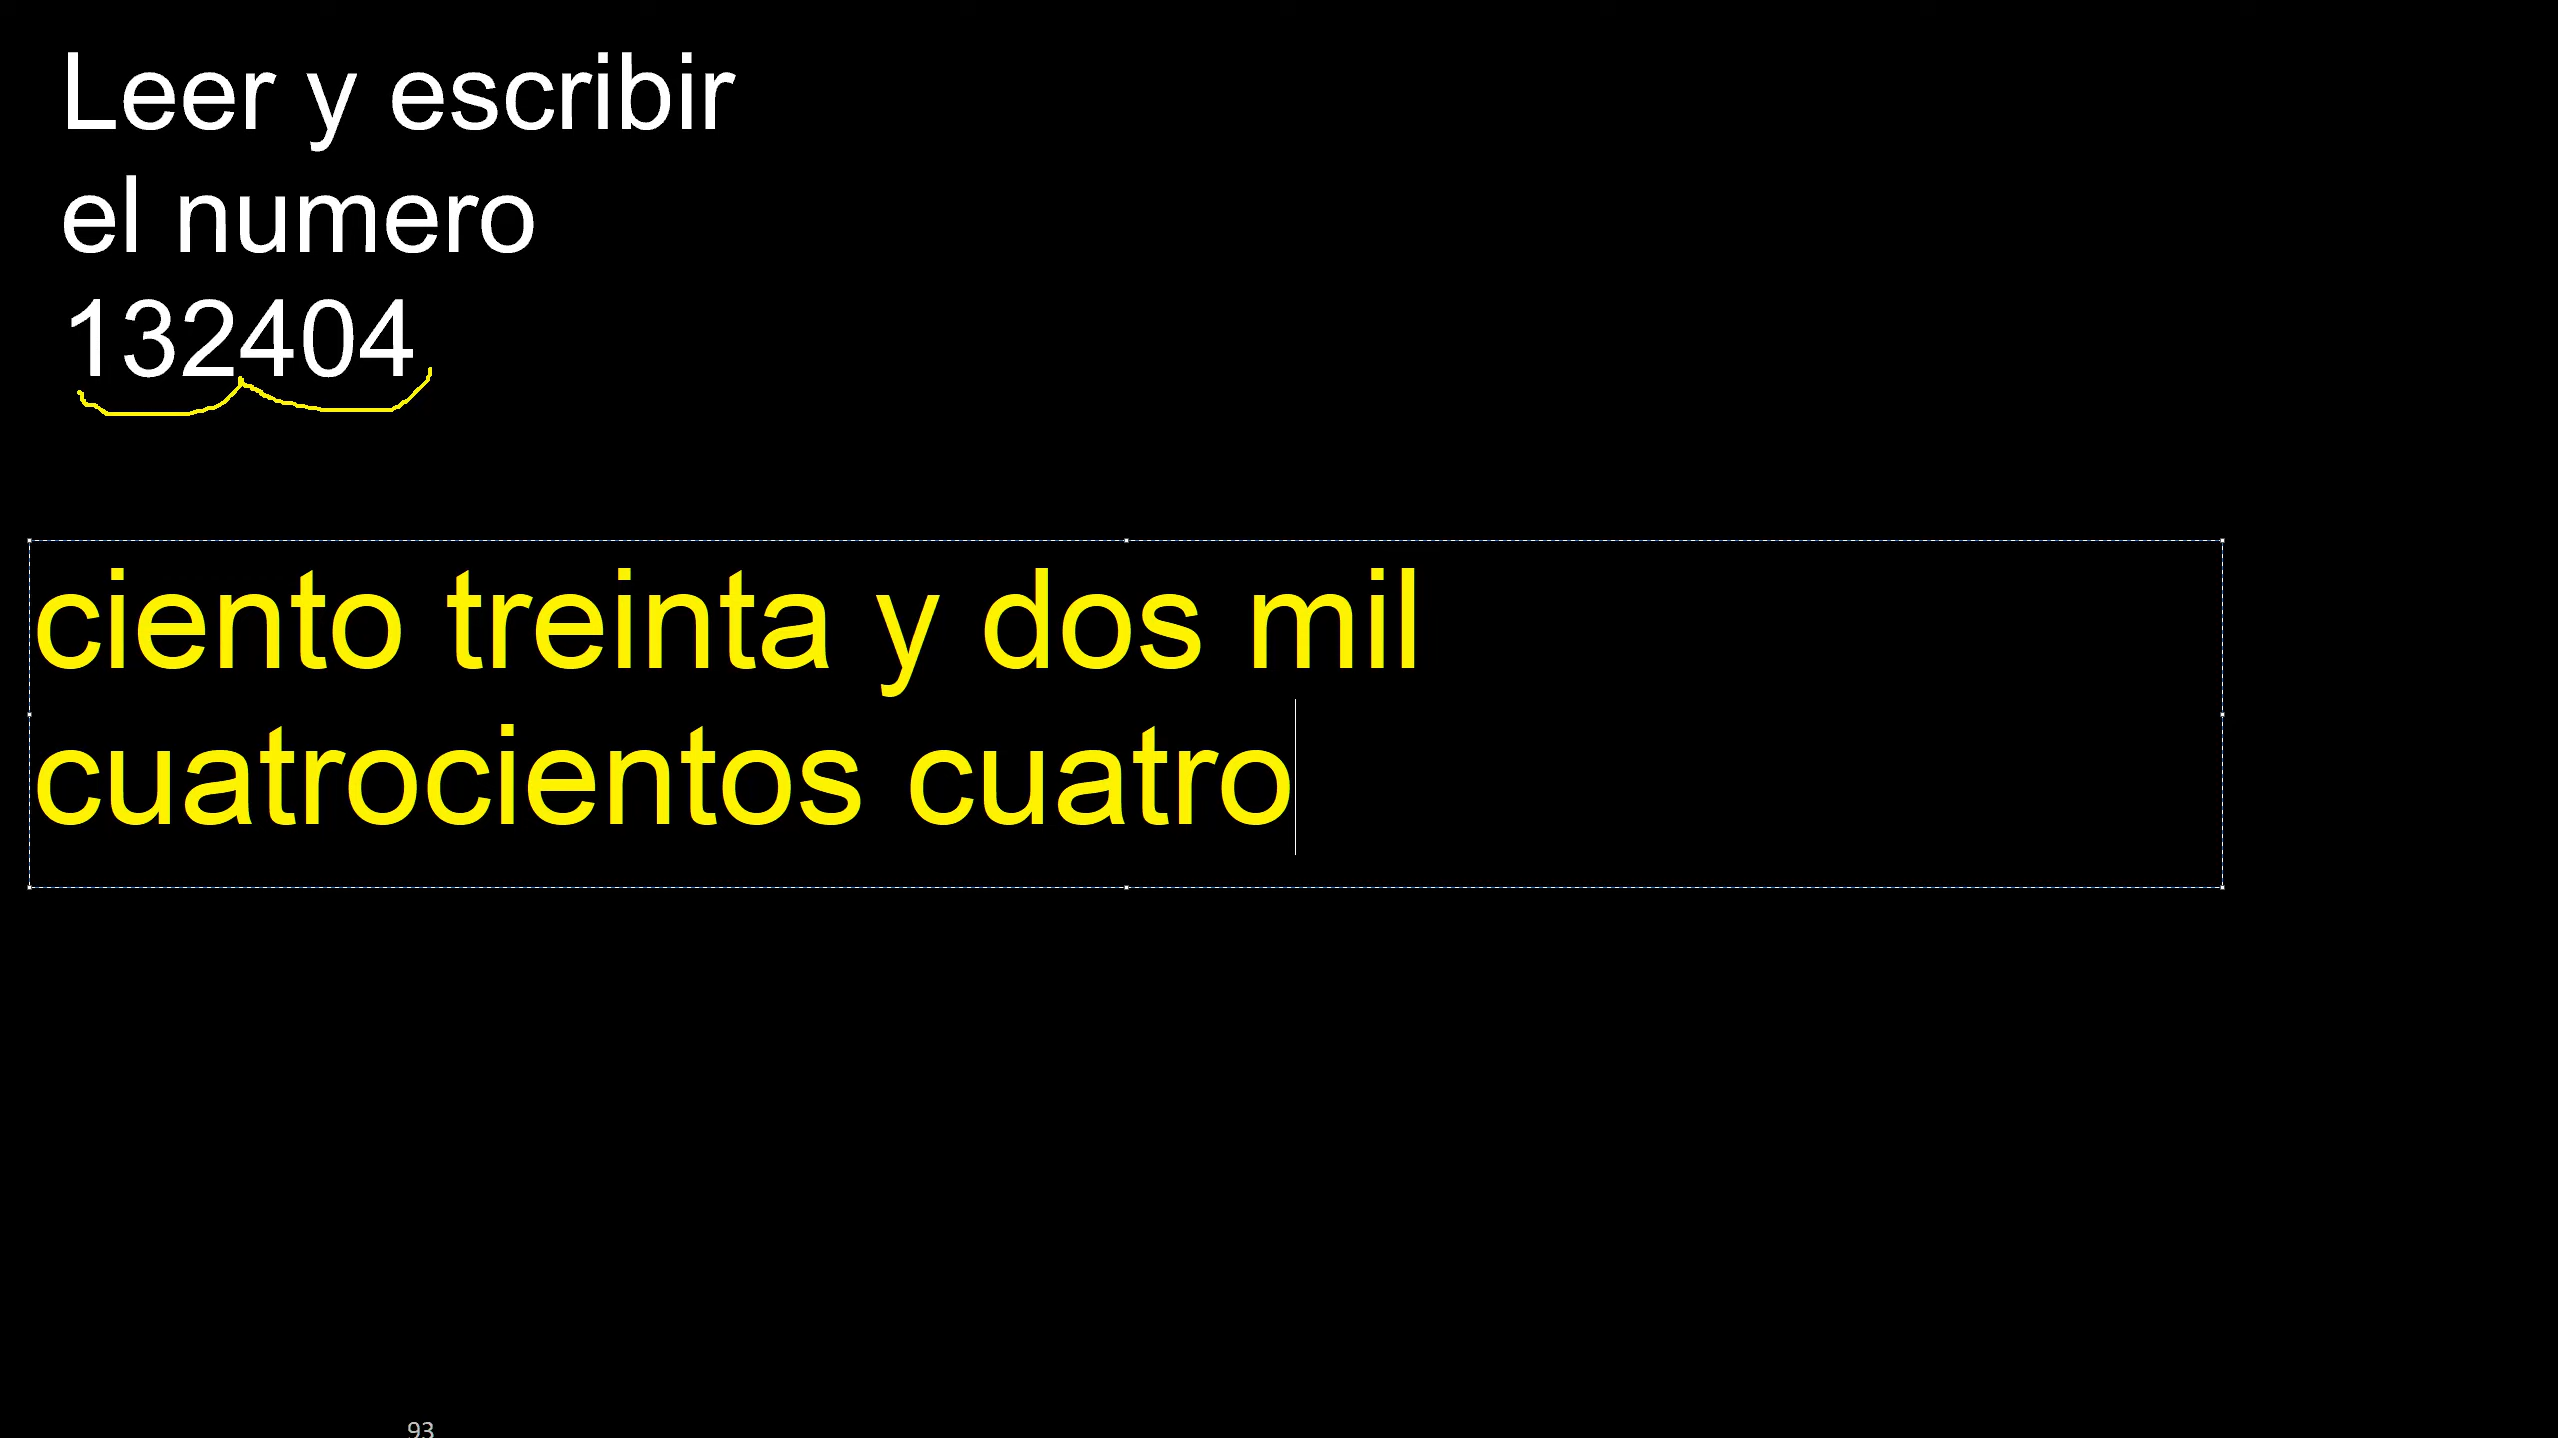 Leer y escribir
el numero
132404
ciento treinta y dos mil
cuatrocientos cuatro
93